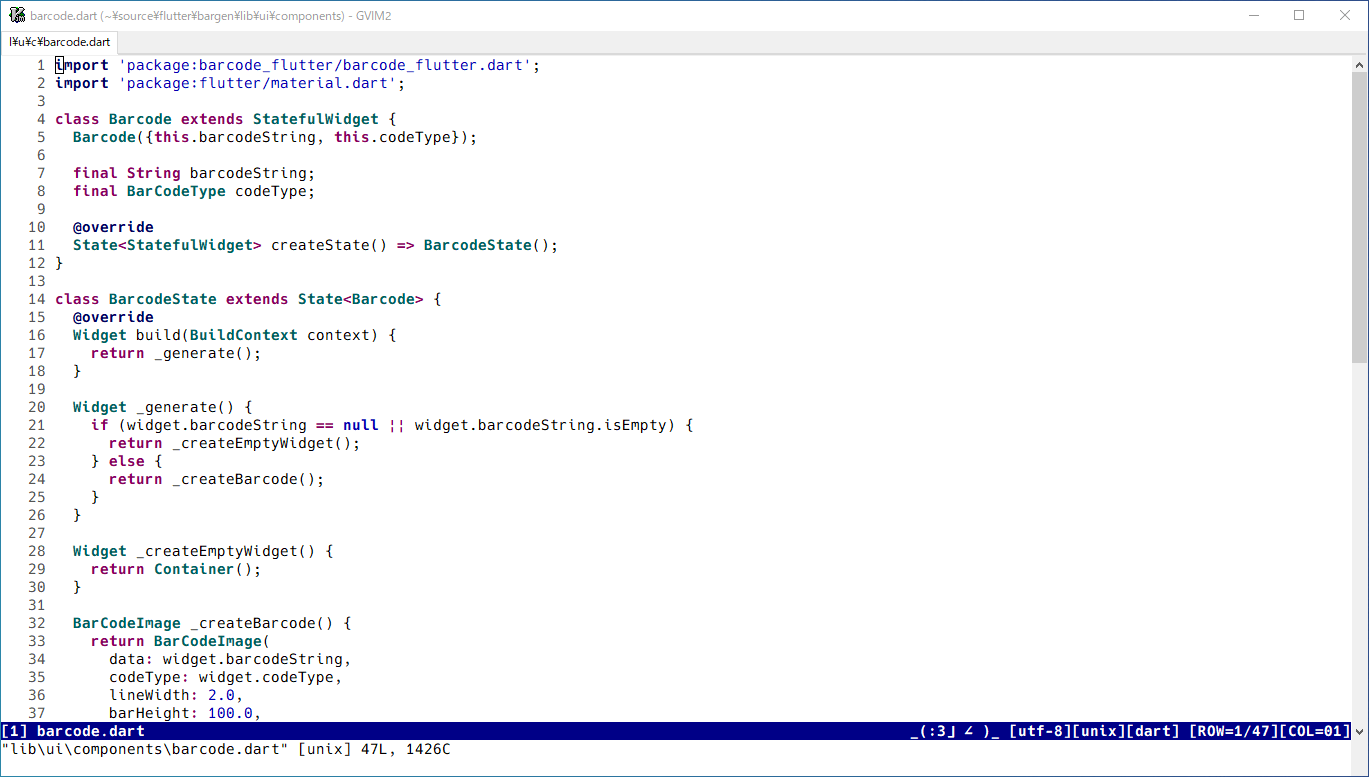 barcode.dart (~¥source¥flutter¥bargen¥lib¥ui¥components) - GVIM2
l¥u¥c¥barcode.dart
1 import 'package:barcode_flutter/barcode_flutter.dart';
2 import 'package:flutter/material.dart';
3
4 class Barcode extends StatefulWidget {
5   Barcode({this.barcodeString, this.codeType});
6
7   final String barcodeString;
8   final BarCodeType codeType;
9
10   @override
11   State<StatefulWidget> createState() => BarcodeState();
12 }
13
14 class BarcodeState extends State<Barcode> {
15   @override
16   Widget build(BuildContext context) {
17     return _generate();
18   }
19
20   Widget _generate() {
21     if (widget.barcodeString == null || widget.barcodeString.isEmpty) {
22       return _createEmptyWidget();
23     } else {
24       return _createBarcode();
25     }
26   }
27
28   Widget _createEmptyWidget() {
29     return Container();
30   }
31
32   BarCodeImage _createBarcode() {
33     return BarCodeImage(
34       data: widget.barcodeString,
35       codeType: widget.codeType,
36       lineWidth: 2.0,
37       barHeight: 100.0,
[1] barcode.dart _(:3」∠ )_ [utf-8][unix][dart] [ROW=1/47][COL=01]
"lib\ui\components\barcode.dart" [unix] 47L, 1426C